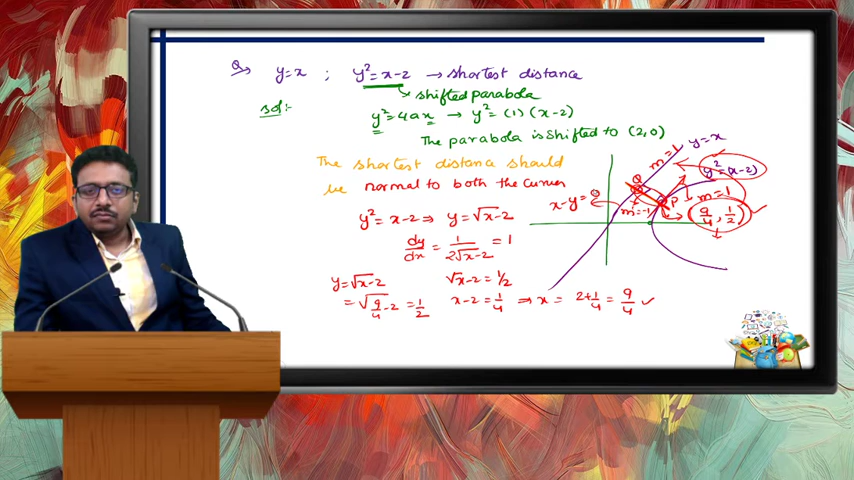 Q> y=x ; y²=x-2 → shortest distance
sol:- shifted parabola
y²=4ax → y²=(1)(x-2)
The parabola is shifted to (2,0)
The shortest distance should
be normal to both the curves
y²=x-2 ⇒ y=√x-2
dy/dx = 1/2√x-2 = 1
y=√x-2 √x-2=1/2
=√9/4-2 =1/2 x-2=1/4 ⇒ x= 2+1/4 = 9/4 ✓
y=x
m=1
y²=(x-2)
Q
x-y=0
m=-1
P
m=1
(9/4, 1/2)